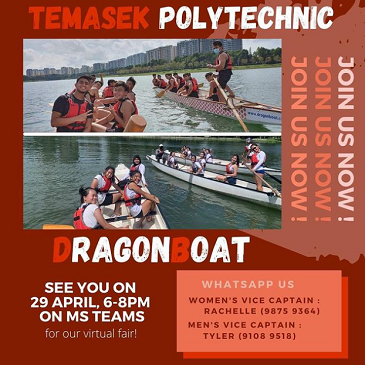 TEMASEK POLYTECHNIC
JOIN US NOW!
JOIN US NOW!
JOIN US NOW!
DRAGONBOAT
SEE YOU ON
29 APRIL, 6-8PM
ON MS TEAMS
for our virtual fair!
WHATSAPP US
WOMEN'S VICE CAPTAIN :
RACHELLE (9875 9364)
MEN'S VICE CAPTAIN :
TYLER (9108 9518)